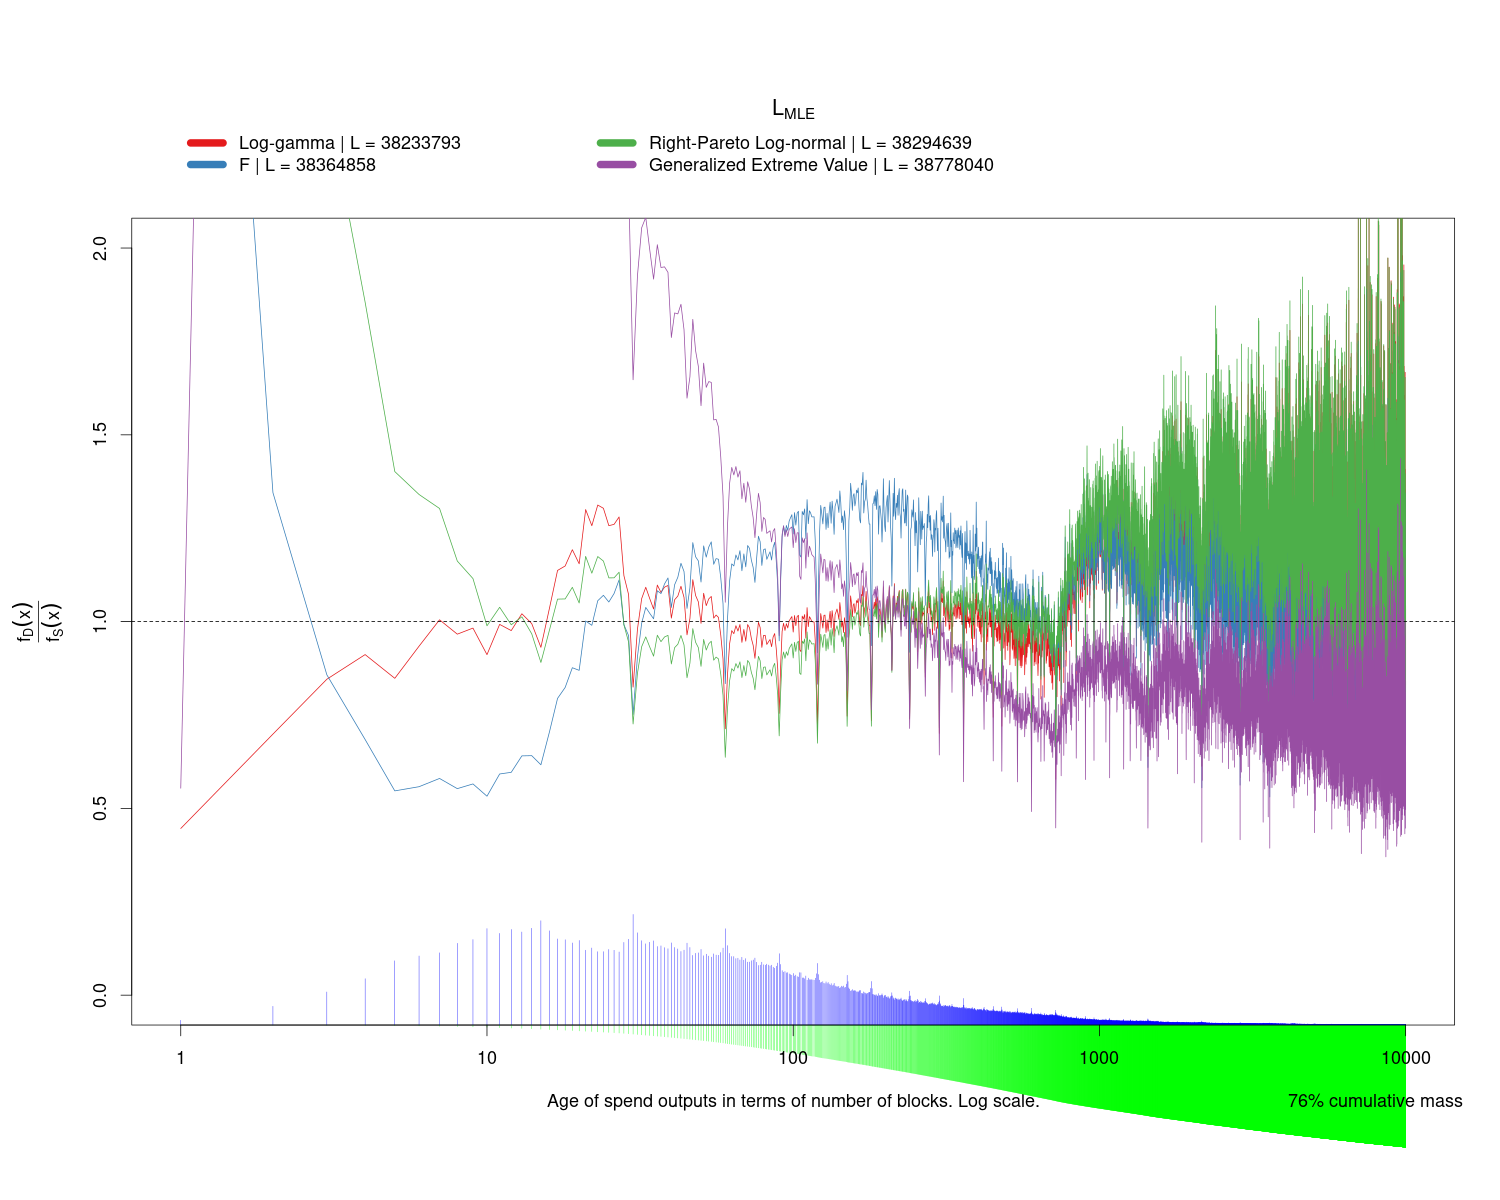 L_MLE
Log-gamma | L = 38233793
F | L = 38364858
Right-Pareto Log-normal | L = 38294639
Generalized Extreme Value | L = 38778040
f_D(x)
f_S(x)
2.0
1.5
1.0
0.5
0.0
1 10 100 1000 10000
Age of spend outputs in terms of number of blocks. Log scale.
76% cumulative mass